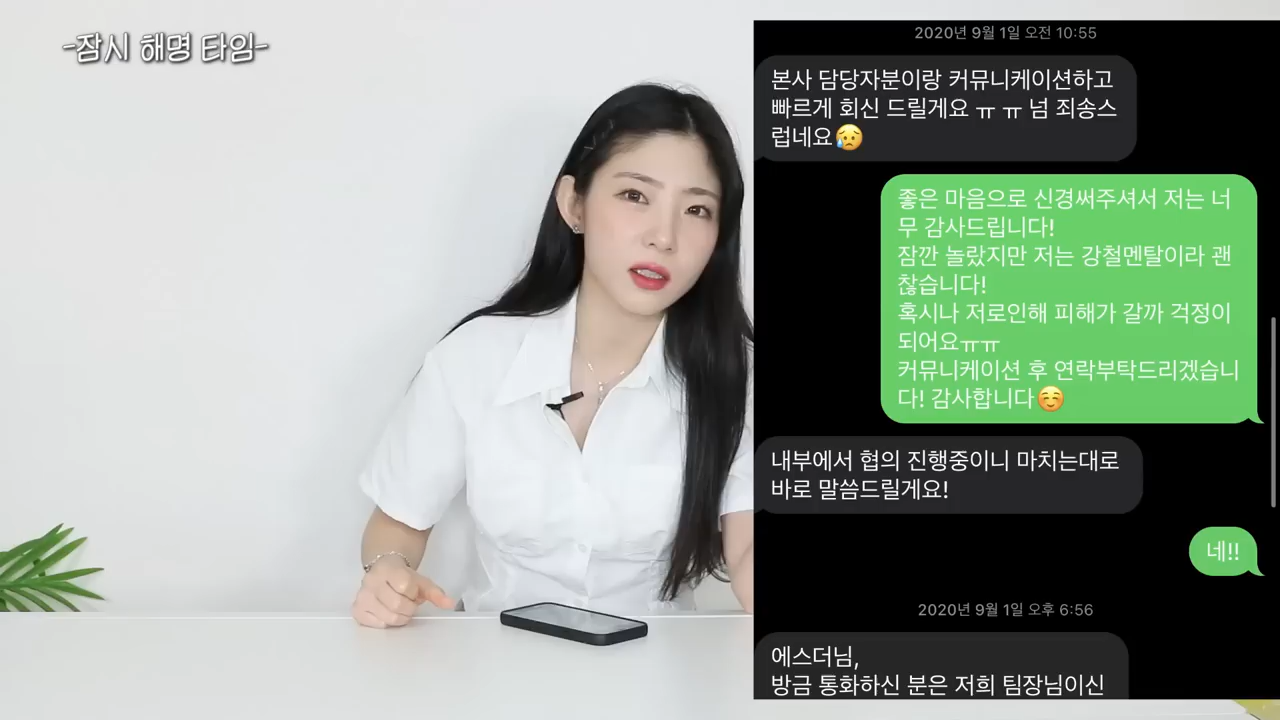 -잠시 해명 타임-
2020년 9월 1일 오전 10:55
본사 담당자분이랑 커뮤니케이션하고
빠르게 회신 드릴게요 ㅠ ㅠ 넘 죄송스
럽네요😥
좋은 마음으로 신경써주셔서 저는 너
무 감사드립니다!
잠깐 놀랐지만 저는 강철멘탈이라 괜
찮습니다!
혹시나 저로인해 피해가 갈까 걱정이
되어요ㅠㅠ
커뮤니케이션 후 연락부탁드리겠습니
다! 감사합니다☺️
내부에서 협의 진행중이니 마치는대로
바로 말씀드릴게요!
네!!
2020년 9월 1일 오후 6:56
에스더님,
방금 통화하신 분은 저희 팀장님이신